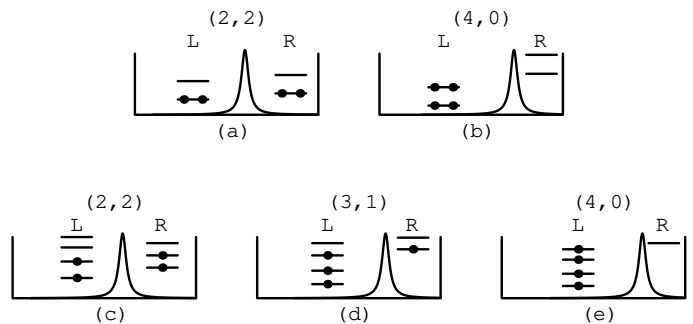 (2,2)
L R
(a)
(4,0)
L R
(b)
(2,2)
L R
(c)
(3,1)
L R
(d)
(4,0)
L R
(e)